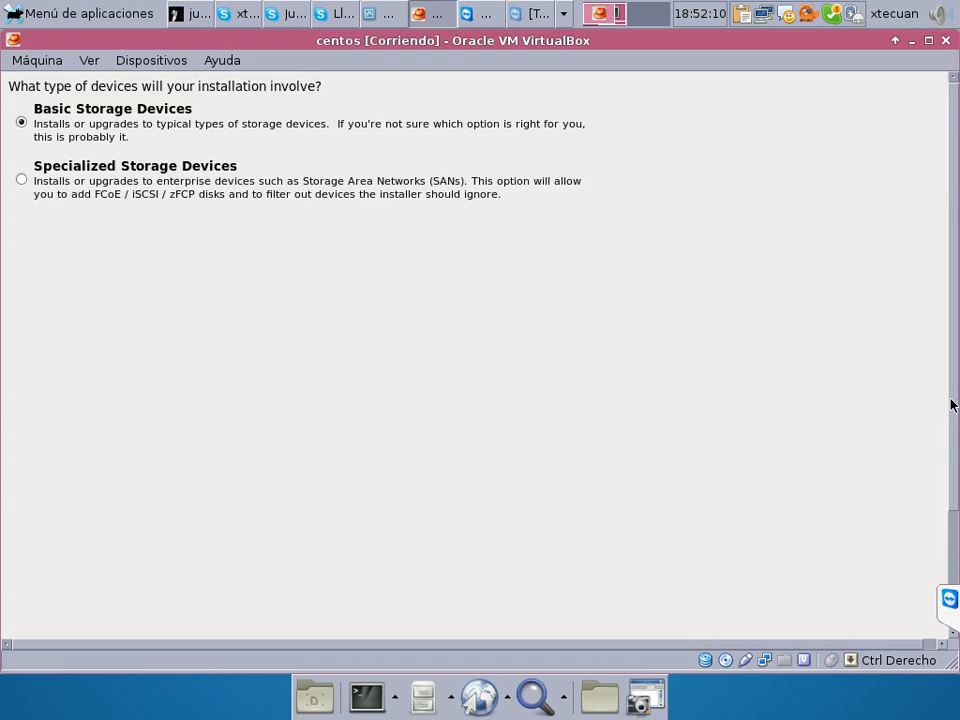 Menú de aplicaciones ju... xt... Ju... Ll... ... ... ... [T... 18:52:10 xtecuan
centos [Corriendo] - Oracle VM VirtualBox
Máquina Ver Dispositivos Ayuda
What type of devices will your installation involve?
Basic Storage Devices
Installs or upgrades to typical types of storage devices.  If you're not sure which option is right for you,
this is probably it.
Specialized Storage Devices
Installs or upgrades to enterprise devices such as Storage Area Networks (SANs). This option will allow
you to add FCoE / iSCSI / zFCP disks and to filter out devices the installer should ignore.
Ctrl Derecho